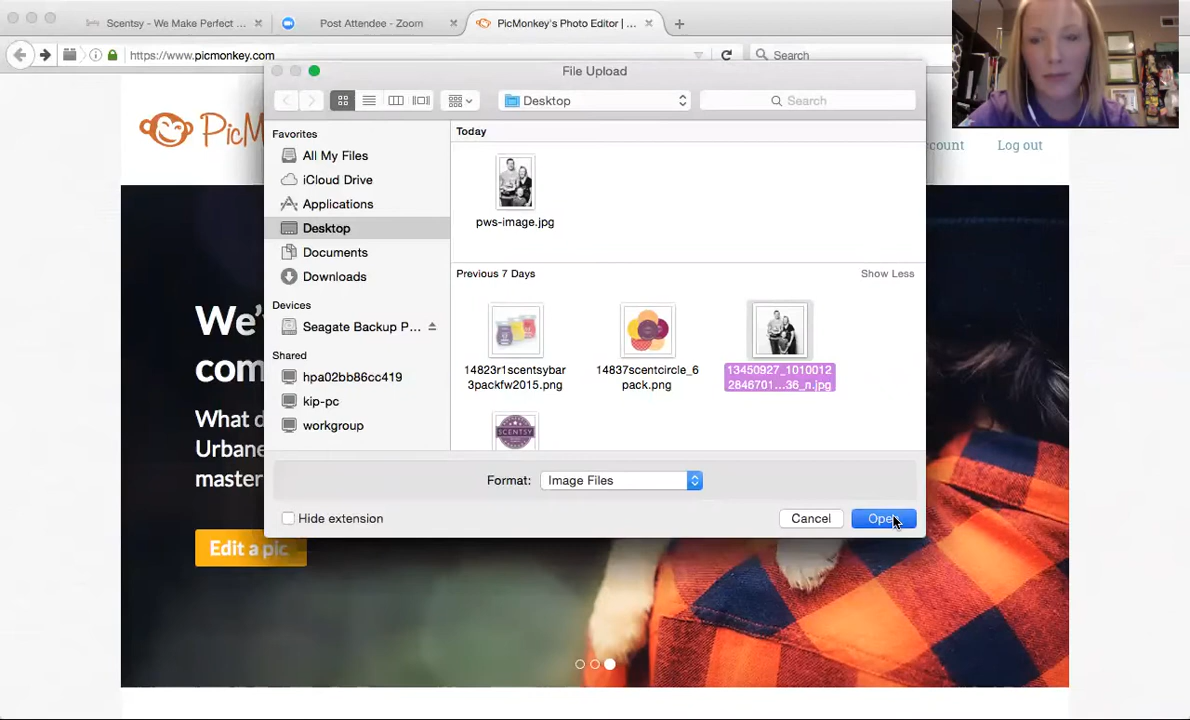 Scentsy - We Make Perfect ...
Post Attendee - Zoom
PicMonkey's Photo Editor | ...
https://www.picmonkey.com
Search
File Upload
Desktop
Search
PicM
Favorites
All My Files
iCloud Drive
Applications
Desktop
Documents
Downloads
Devices
Seagate Backup P...
Shared
hpa02bb86cc419
kip-pc
workgroup
Today
pws-image.jpg
Previous 7 Days
Show Less
14823r1scentsybar
3packfw2015.png
14837scentcircle_6
pack.png
13450927_1010012
2846701...36_n.jpg
SCENTSY
Format:
Image Files
Hide extension
Cancel
Open
count
Log out
We'
com
What d
Urbane
master
Edit a pic